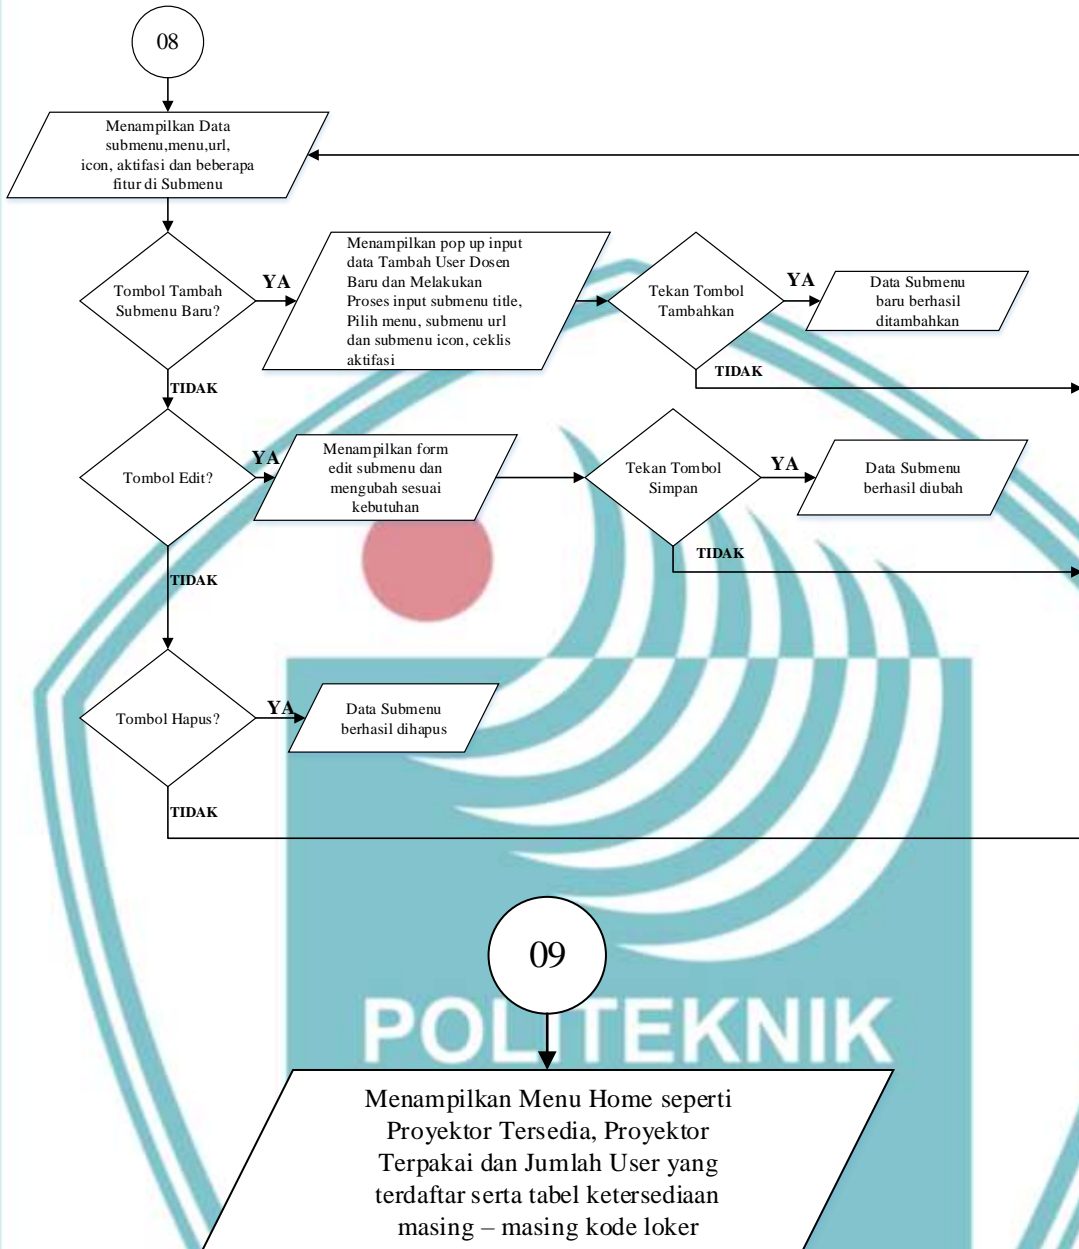 08
Menampilkan Data
submenu,menu,url,
icon, aktifasi dan beberapa
fitur di Submenu
Tombol Tambah
Submenu Baru?
YA
Menampilkan pop up input
data Tambah User Dosen
Baru dan Melakukan
Proses input submenu title,
Pilih menu, submenu url
dan submenu icon, ceklis
aktifasi
Tekan Tombol
Tambahkan
YA
Data Submenu
baru berhasil
ditambahkan
TIDAK
TIDAK
Tombol Edit?
YA
Menampilkan form
edit submenu dan
mengubah sesuai
kebutuhan
Tekan Tombol
Simpan
YA
Data Submenu
berhasil diubah
TIDAK
TIDAK
Tombol Hapus?
YA
Data Submenu
berhasil dihapus
TIDAK
09
POLITEKNIK
Menampilkan Menu Home seperti
Proyektor Tersedia, Proyektor
Terpakai dan Jumlah User yang
terdaftar serta tabel ketersediaan
masing – masing kode loker